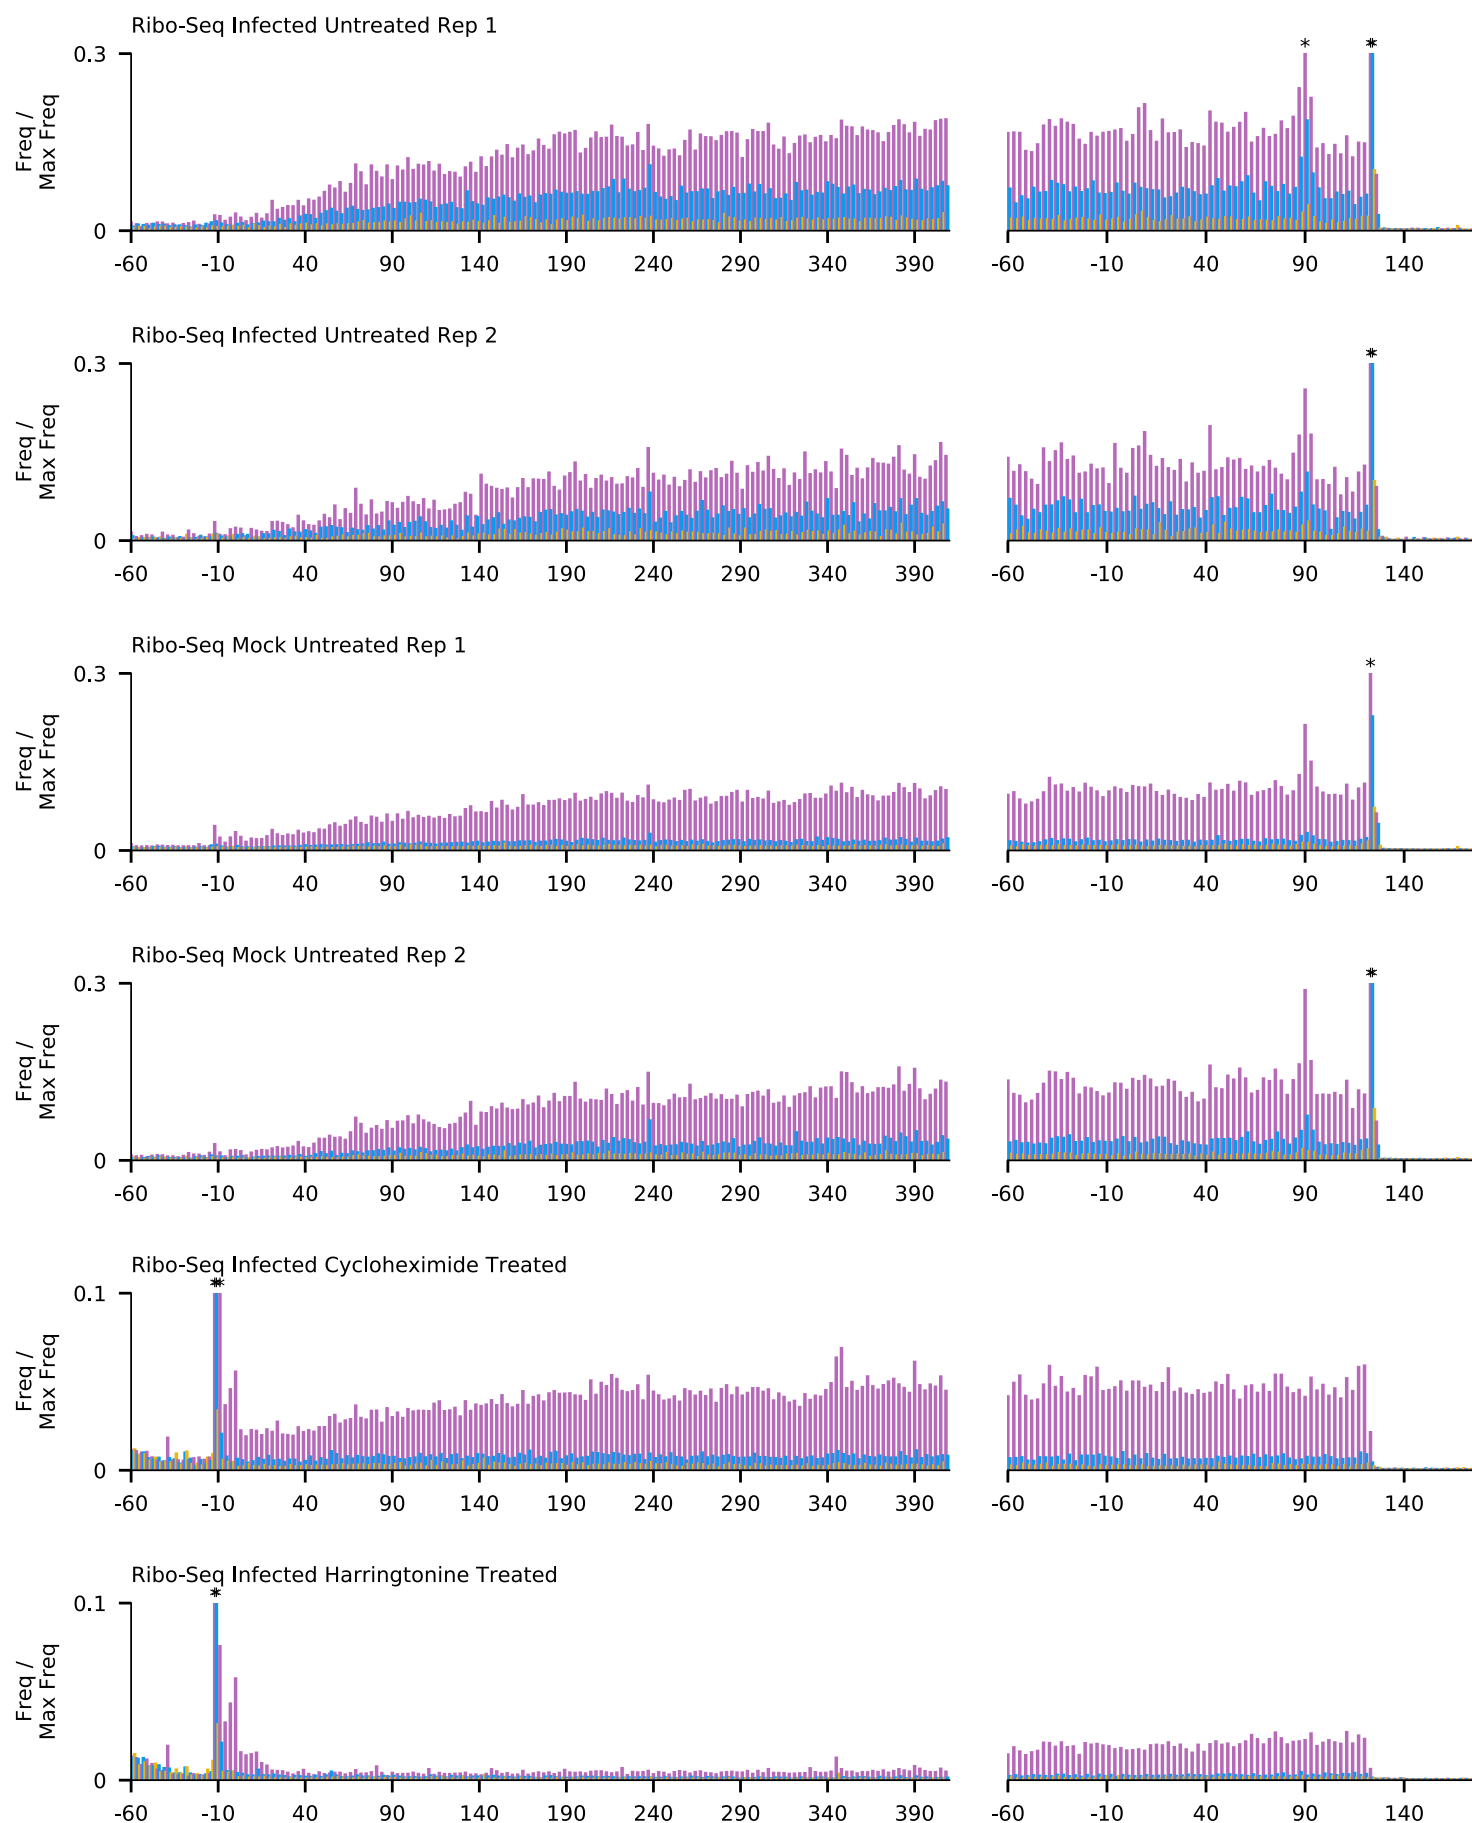 Ribo-Seq Infected Untreated Rep 1
0.3
* *
Freq /
Max Freq
0
-60 -10 40 90 140 190 240 290 340 390 -60 -10 40 90 140
Ribo-Seq Infected Untreated Rep 2
0.3
*
Freq /
Max Freq
0
-60 -10 40 90 140 190 240 290 340 390 -60 -10 40 90 140
Ribo-Seq Mock Untreated Rep 1
0.3
*
Freq /
Max Freq
0
-60 -10 40 90 140 190 240 290 340 390 -60 -10 40 90 140
Ribo-Seq Mock Untreated Rep 2
0.3
*
Freq /
Max Freq
0
-60 -10 40 90 140 190 240 290 340 390 -60 -10 40 90 140
Ribo-Seq Infected Cycloheximide Treated
0.1
**
Freq /
Max Freq
0
-60 -10 40 90 140 190 240 290 340 390 -60 -10 40 90 140
Ribo-Seq Infected Harringtonine Treated
0.1
*
Freq /
Max Freq
0
-60 -10 40 90 140 190 240 290 340 390 -60 -10 40 90 140